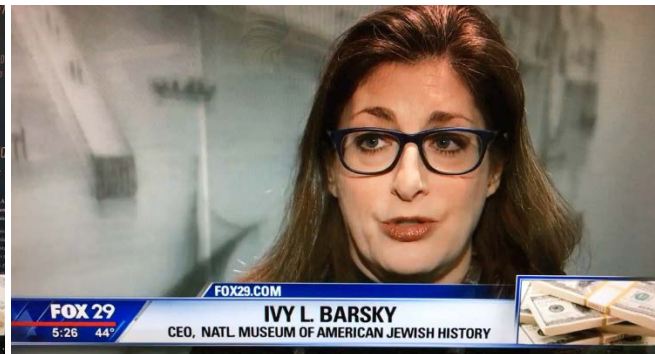 FOX29.COM
IVY L. BARSKY
CEO, NATL. MUSEUM OF AMERICAN JEWISH HISTORY
FOX 29
5:26 44°